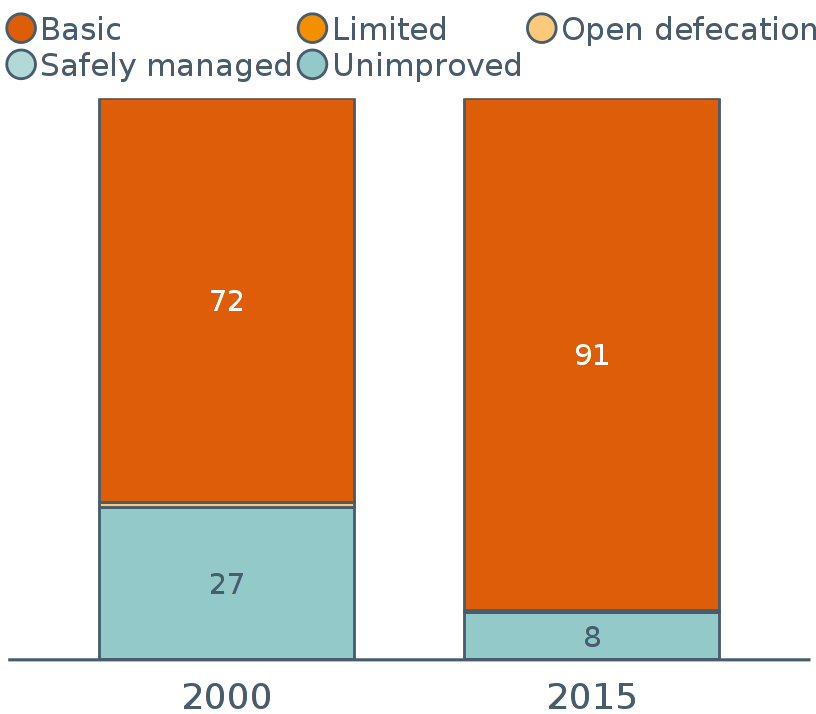 Basic Limited Open defecation
Safely managed Unimproved
72
91
27
8
2000 2015